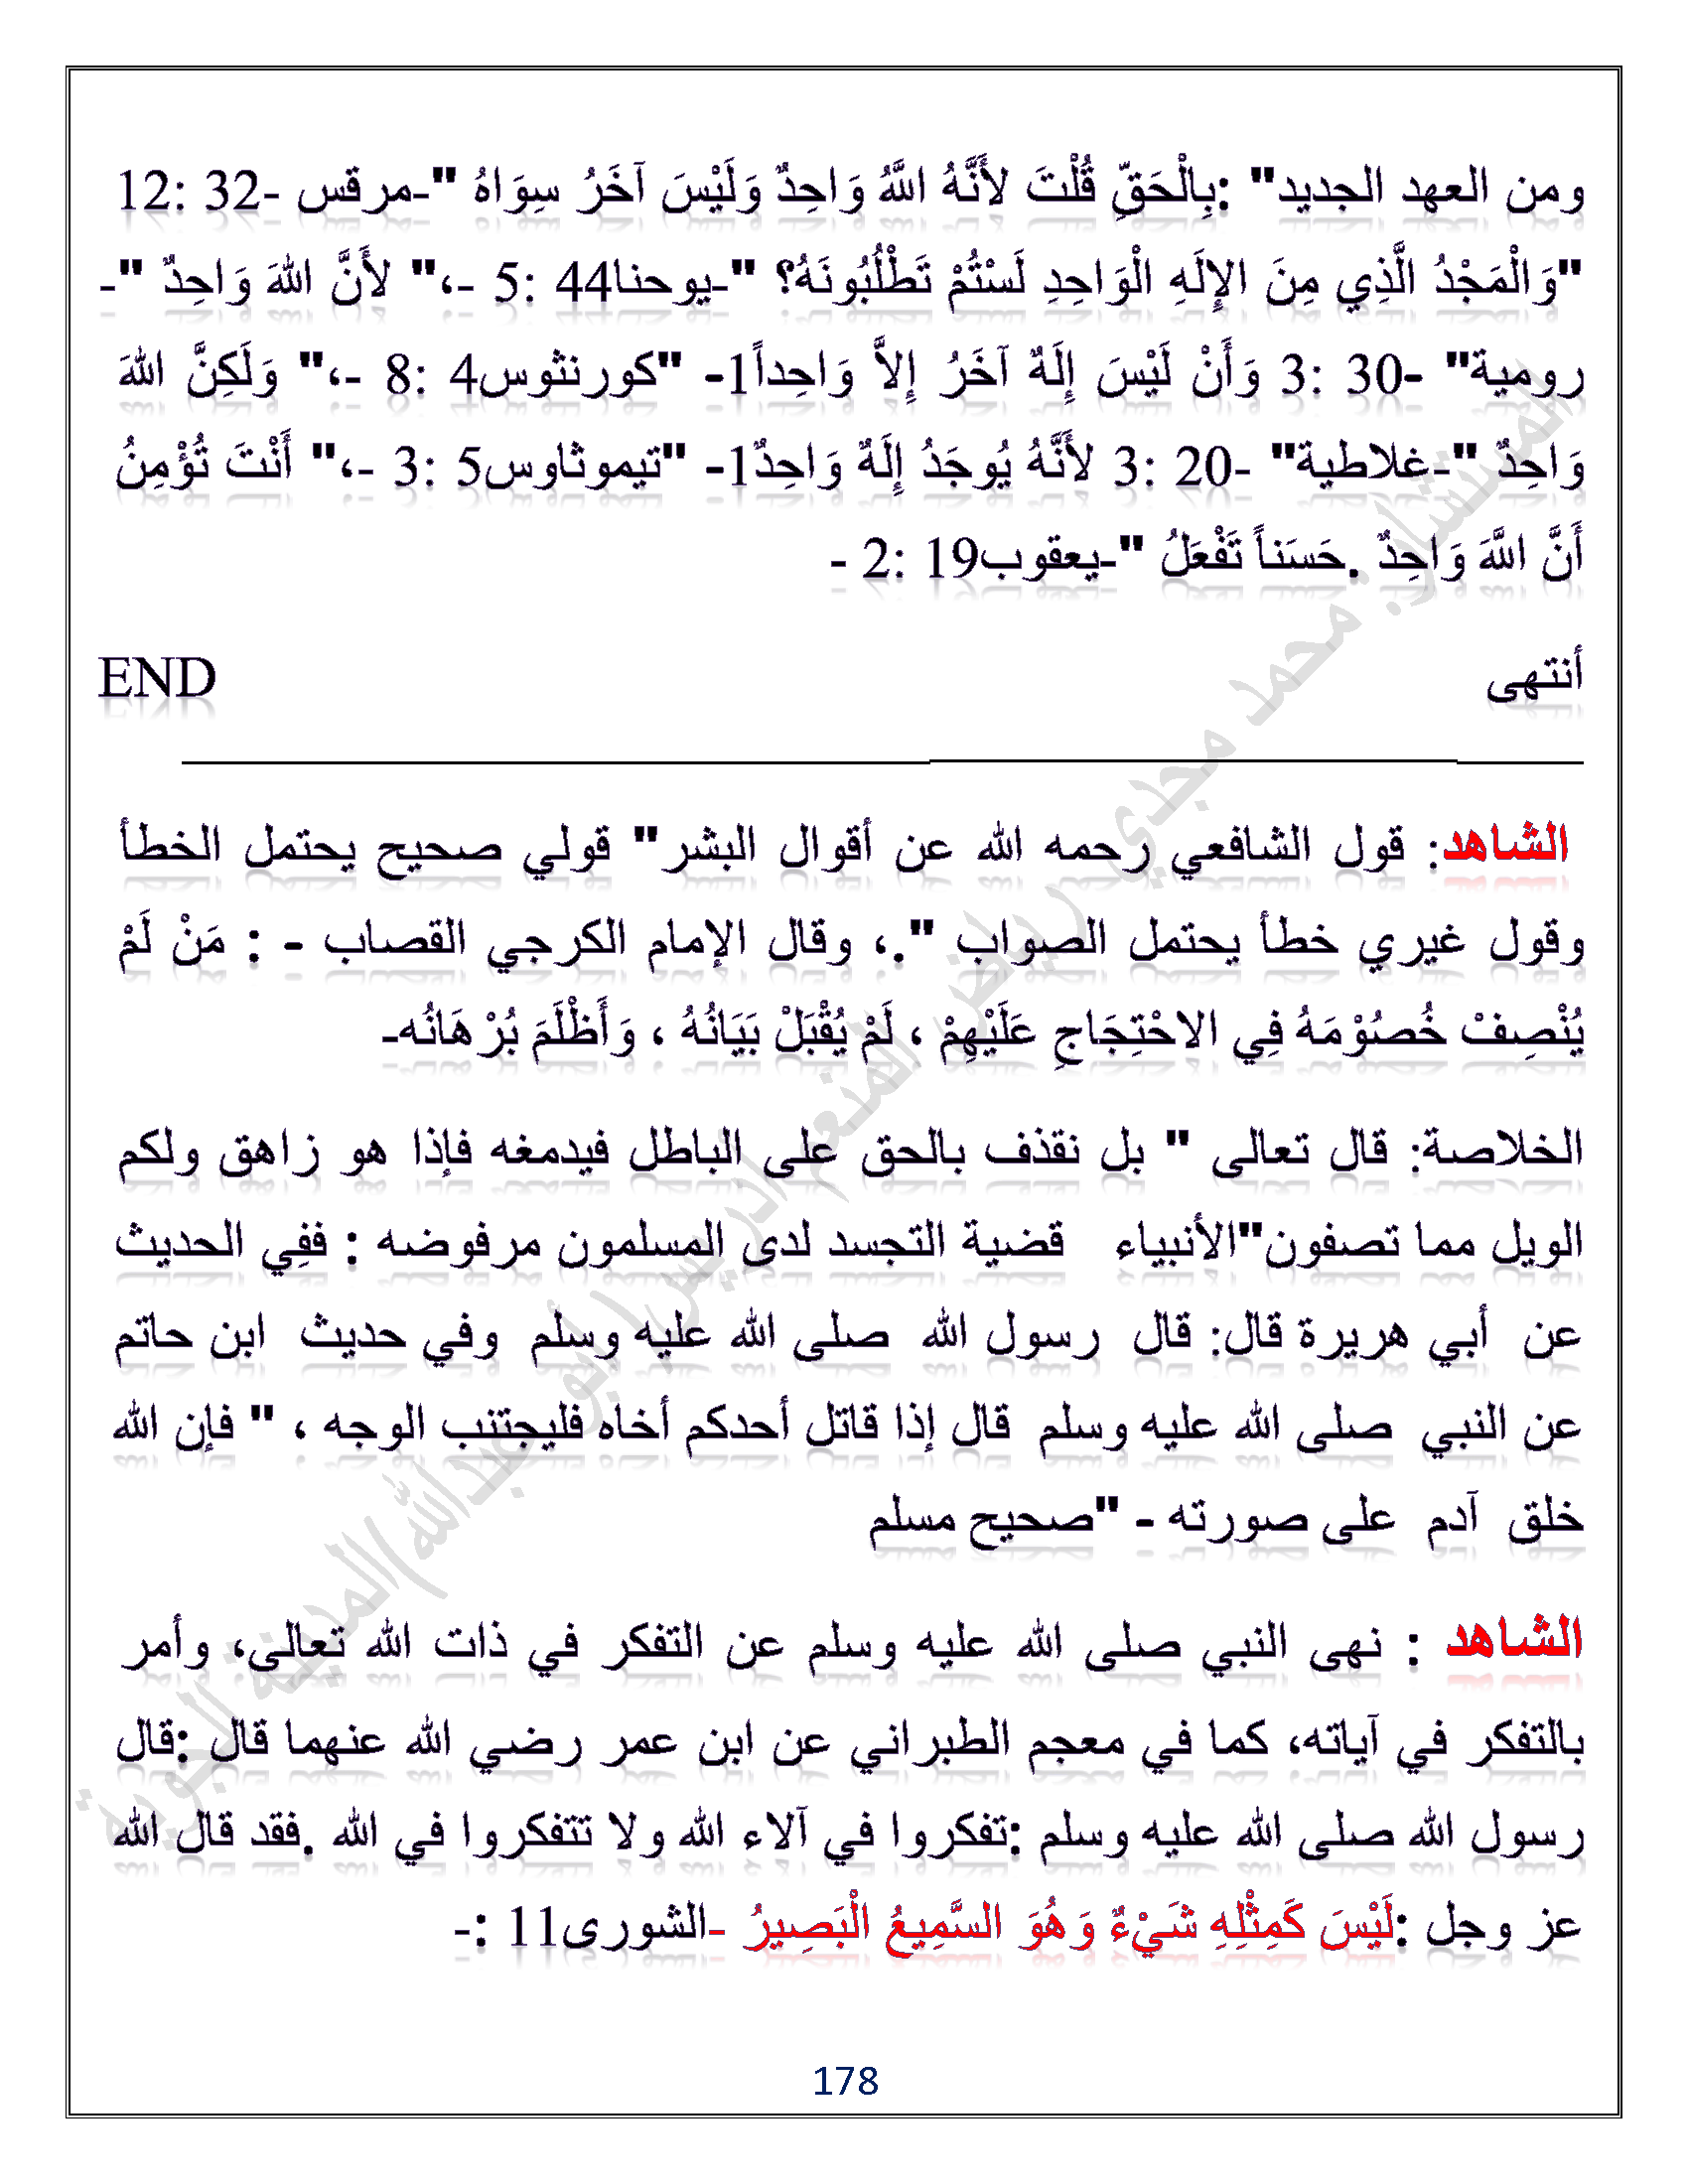 ومن العهد الجديد" :بِالْحَقِّ قُلْتَ لأَنَّهُ اللَّهُ وَاحِدٌ وَلَيْسَ آخَرُ سِوَاهُ "-مرقس -32 :12
"وَالْمَجْدُ الَّذِي مِنَ الإِلَهِ الْوَاحِدِ لَسْتُمْ تَطْلُبُونَهُ؟ "-يوحنا44 :5 -،" لأَنَّ اللهَ وَاحِدٌ "-
رومية" -30 :3 وَأَنْ لَيْسَ إِلَهٌ آخَرُ إِلاَّ وَاحِداً1- "كورنثوس4 :8 -،" وَلَكِنَّ اللهَ
وَاحِدٌ "-غلاطية" -20 :3 لأَنَّهُ يُوجَدُ إِلَهٌ وَاحِدٌ1- "تيموثاوس5 :3 -،" أَنْتَ تُؤْمِنُ
أَنَّ اللَّهَ وَاحِدٌ .حَسَناً تَفْعَلُ "-يعقوب19 :2 -
أنتهى END
الشاهد: قول الشافعي رحمه الله عن أقوال البشر" قولي صحيح يحتمل الخطأ
وقول غيري خطأ يحتمل الصواب ".، وقال الإمام الكرجي القصاب - : مَنْ لَمْ
يُنْصِفْ خُصُوْمَهُ فِي الاحْتِجَاجِ عَلَيْهِمْ ، لَمْ يُقْبَلْ بَيَانُهُ ، وَأَظْلَمَ بُرْهَانُه-
الخلاصة: قال تعالى " بل نقذف بالحق على الباطل فيدمغه فإذا هو زاهق ولكم
الويل مما تصفون"الأنبياء قضية التجسد لدى المسلمون مرفوضه : ففِي الحديث
عن أبي هريرة قال: قال رسول الله صلى الله عليه وسلم وفي حديث ابن حاتم
عن النبي صلى الله عليه وسلم قال إذا قاتل أحدكم أخاه فليجتنب الوجه ، " فإن الله
خلق آدم على صورته - "صحيح مسلم
الشاهد : نهى النبي صلى الله عليه وسلم عن التفكر في ذات الله تعالى، وأمر
بالتفكر في آياته، كما في معجم الطبراني عن ابن عمر رضي الله عنهما قال :قال
رسول الله صلى الله عليه وسلم :تفكروا في آلاء الله ولا تتفكروا في الله .فقد قال الله
عز وجل :لَيْسَ كَمِثْلِهِ شَيْءٌ وَهُوَ السَّمِيعُ الْبَصِيرُ -الشورى11 :-
178